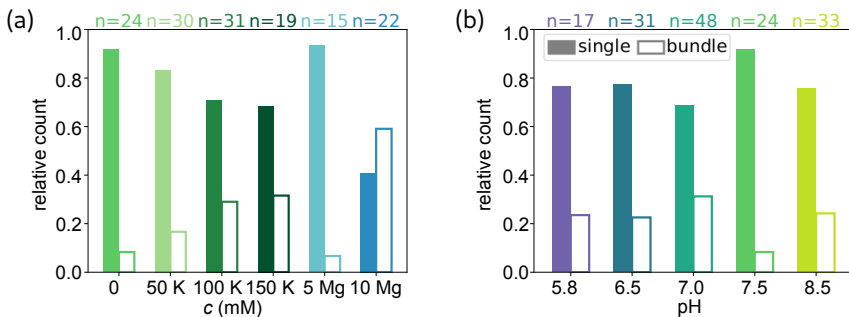 (a)
n=24 n=30 n=31 n=19 n=15 n=22
1.0
0.8
0.6
0.4
0.2
0.0
relative count
0 50 K 100 K 150 K 5 Mg 10 Mg
c (mM)
(b)
n=17 n=31 n=48 n=24 n=33
single bundle
1.0
0.8
0.6
0.4
0.2
0.0
relative count
5.8 6.5 7.0 7.5 8.5
pH